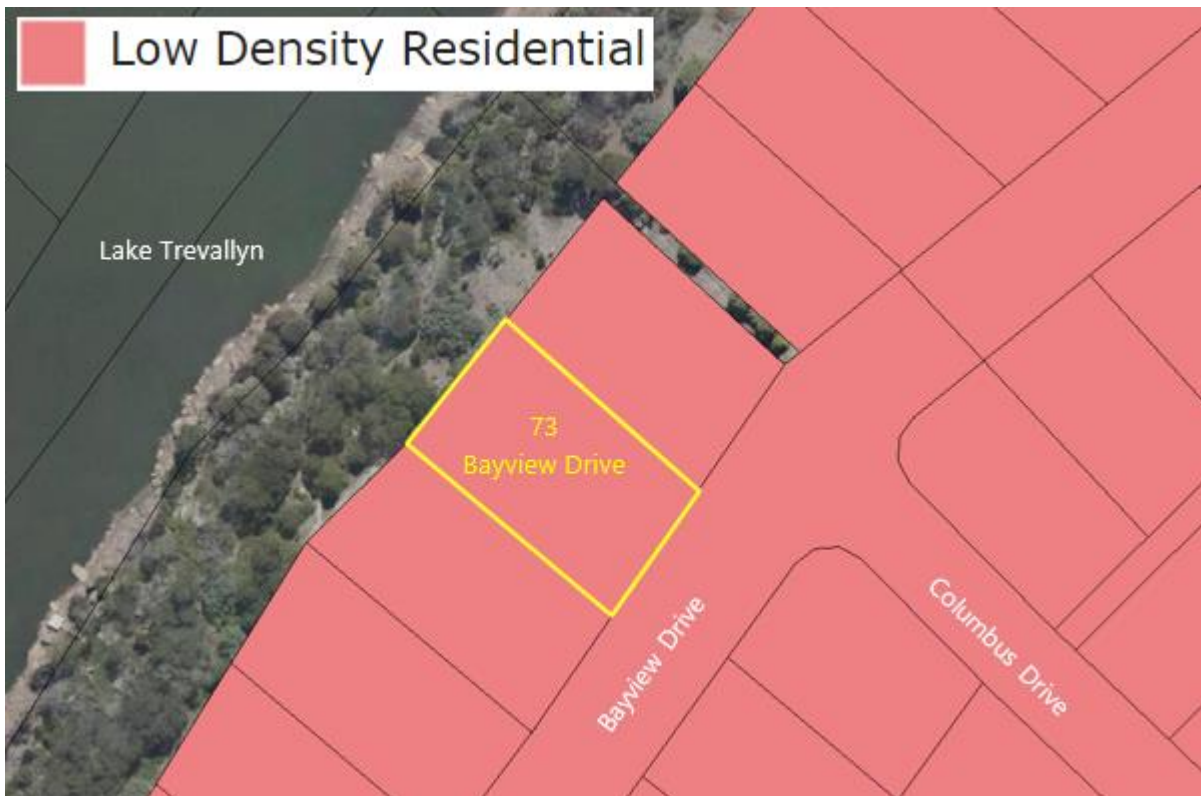 Low Density Residential
Lake Trevallyn
73
Bayview Drive
Bayview Drive
Columbus Drive